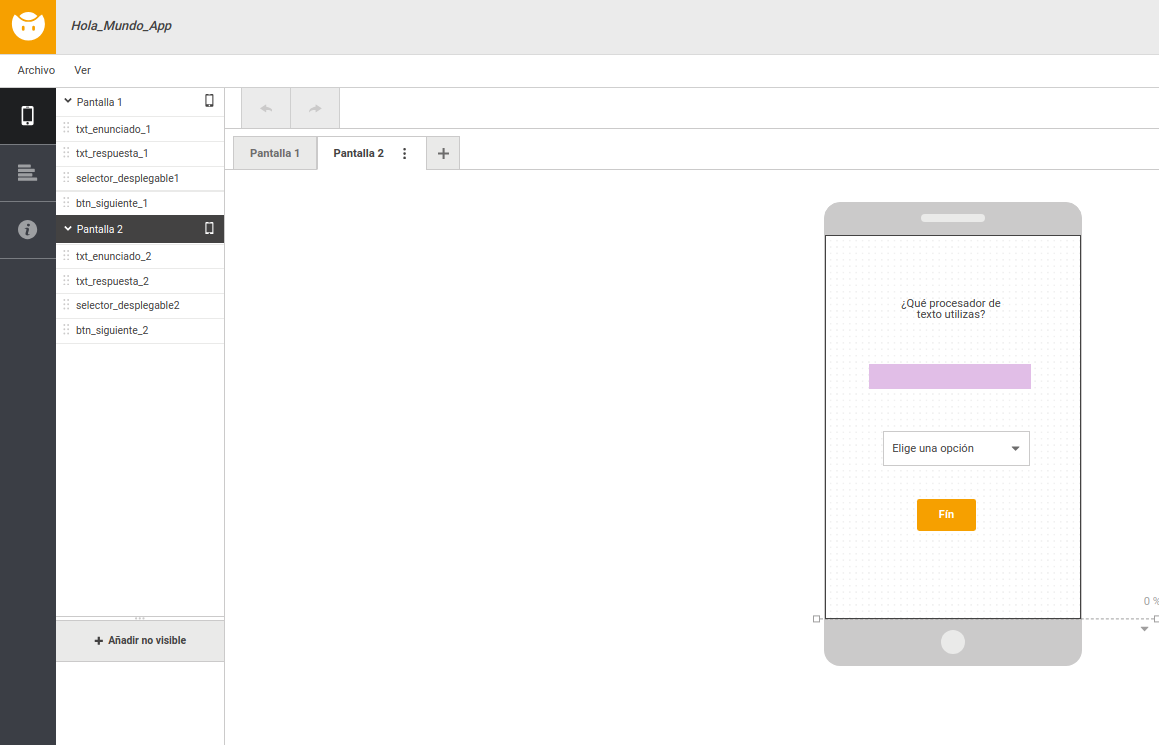 Hola_Mundo_App
Archivo Ver
Pantalla 1
txt_enunciado_1
txt_respuesta_1
selector_desplegable1
btn_siguiente_1
Pantalla 2
txt_enunciado_2
txt_respuesta_2
selector_desplegable2
btn_siguiente_2
+ Añadir no visible
Pantalla 1 Pantalla 2 +
¿Qué procesador de
texto utilizas?
Elige una opción
Fín
0 %